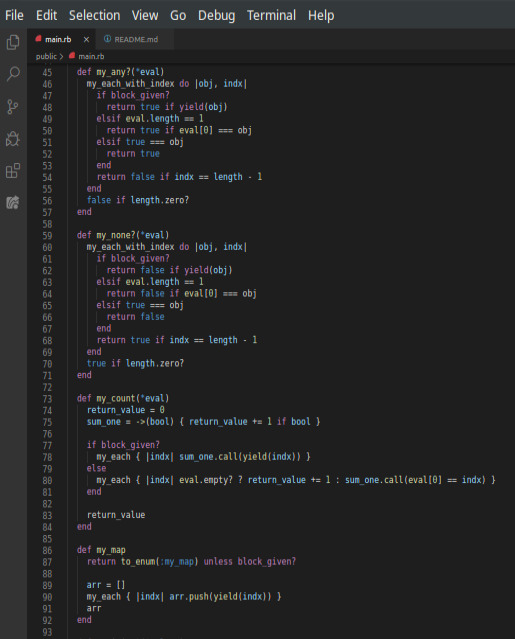 File Edit Selection View Go Debug Terminal Help
main.rb × README.md
public > main.rb
45 def my_any?(*eval)
46 my_each_with_index do |obj, indx|
47 if block_given?
48 return true if yield(obj)
49 elsif eval.length == 1
50 return true if eval[0] === obj
51 elsif true === obj
52 return true
53 end
54 return false if indx == length - 1
55 end
56 false if length.zero?
57 end
58
59 def my_none?(*eval)
60 my_each_with_index do |obj, indx|
61 if block_given?
62 return false if yield(obj)
63 elsif eval.length == 1
64 return false if eval[0] === obj
65 elsif true === obj
66 return false
67 end
68 return true if indx == length - 1
69 end
70 true if length.zero?
71 end
72
73 def my_count(*eval)
74 return_value = 0
75 sum_one = ->(bool) { return_value += 1 if bool }
76
77 if block_given?
78 my_each { |indx| sum_one.call(yield(indx)) }
79 else
80 my_each { |indx| eval.empty? ? return_value += 1 : sum_one.call(eval[0] == indx) }
81 end
82
83 return_value
84 end
85
86 def my_map
87 return to_enum(:my_map) unless block_given?
88
89 arr = []
90 my_each { |indx| arr.push(yield(indx)) }
91 arr
92 end
93